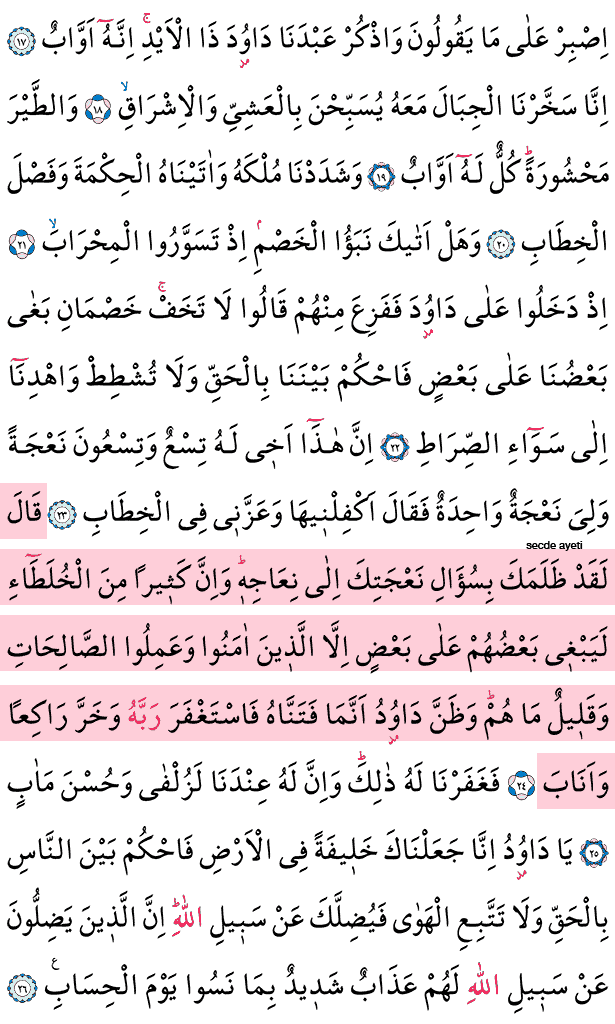 اِصْبِرْ عَلٰى مَا يَقُولُونَ وَاذْكُرْ عَبْدَنَا دَاوُ۫دَ ذَا الْاَيْدِۚ اِنَّهُٓ اَوَّابٌ ﴿١٧﴾
اِنَّا سَخَّرْنَا الْجِبَالَ مَعَهُ يُسَبِّحْنَ بِالْعَشِيِّ وَالْاِشْرَاقِۙ ﴿١٨﴾ وَالطَّيْرَ
مَحْشُورَةًۜ كُلٌّ لَهُٓ اَوَّابٌ ﴿١٩﴾ وَشَدَدْنَا مُلْكَهُ وَاٰتَيْنَاهُ الْحِكْمَةَ وَفَصْلَ
الْخِطَابِ ﴿٢٠﴾ وَهَلْ اَتٰيكَ نَبَؤُا الْخَصْمِۢ اِذْ تَسَوَّرُوا الْمِحْرَابَۙ ﴿٢١﴾
اِذْ دَخَلُوا عَلٰى دَاوُ۫دَ فَفَزِعَ مِنْهُمْ قَالُوا لَا تَخَفْۚ خَصْمَانِ بَغٰى
بَعْضُنَا عَلٰى بَعْضٍ فَاحْكُمْ بَيْنَنَا بِالْحَقِّ وَلَا تُشْطِطْ وَاهْدِنَٓا
اِلٰى سَوَٓاءِ الصِّرَاطِ ﴿٢٢﴾ اِنَّ هٰذَٓا اَخ۪ي لَهُ تِسْعٌ وَتِسْعُونَ نَعْجَةً
وَلِيَ نَعْجَةٌ وَاحِدَةٌ فَقَالَ اَكْفِلْن۪يهَا وَعَزَّن۪ي فِي الْخِطَابِ ﴿٢٣﴾ قَالَ
secde ayeti
لَقَدْ ظَلَمَكَ بِسُؤَالِ نَعْجَتِكَ اِلٰى نِعَاجِه۪ۜ وَاِنَّ كَث۪يرًا مِنَ الْخُلَطَٓاءِ
لَيَبْغ۪ي بَعْضُهُمْ عَلٰى بَعْضٍ اِلَّا الَّذ۪ينَ اٰمَنُوا وَعَمِلُوا الصَّالِحَاتِ
وَقَل۪يلٌ مَا هُمْۜ وَظَنَّ دَاوُ۫دُ اَنَّمَا فَتَنَّاهُ فَاسْتَغْفَرَ رَبَّهُ وَخَرَّ رَاكِعًا
وَاَنَابَ ﴿٢٤﴾ فَغَفَرْنَا لَهُ ذٰلِكَۜ وَاِنَّ لَهُ عِنْدَنَا لَزُلْفٰى وَحُسْنَ مَاٰبٍ
﴿٢٥﴾ يَا دَاوُ۫دُ اِنَّا جَعَلْنَاكَ خَل۪يفَةً فِي الْاَرْضِ فَاحْكُمْ بَيْنَ النَّاسِ
بِالْحَقِّ وَلَا تَتَّبِعِ الْهَوٰى فَيُضِلَّكَ عَنْ سَب۪يلِ اللّٰهِۜ اِنَّ الَّذ۪ينَ يَضِلُّونَ
عَنْ سَب۪يلِ اللّٰهِ لَهُمْ عَذَابٌ شَد۪يدٌ بِمَا نَسُوا يَوْمَ الْحِسَابِ۟ ﴿٢٦﴾